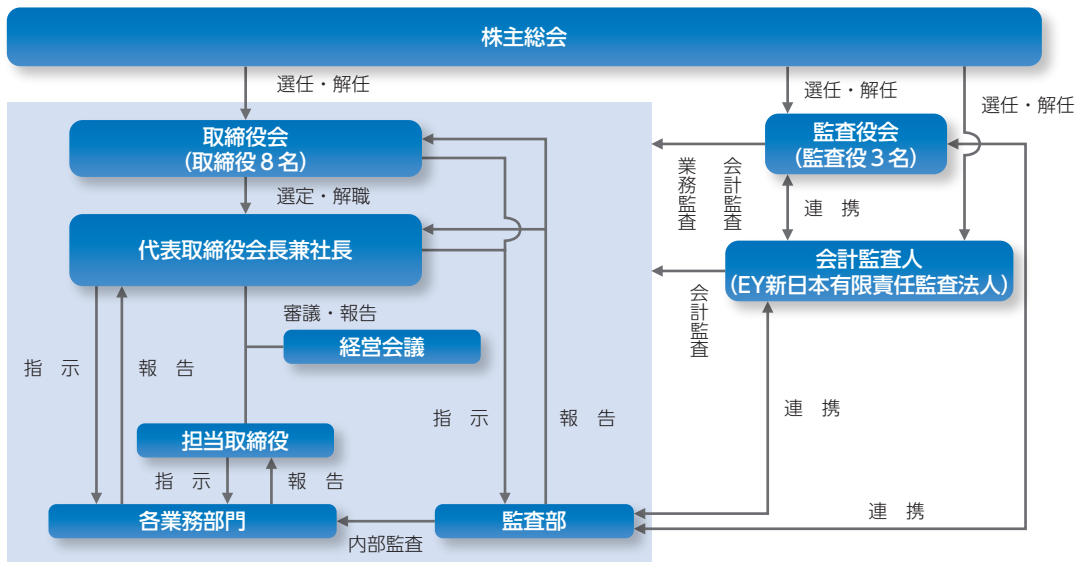 株主総会
選任・解任
選任・解任
選任・解任
取締役会
（取締役８名）
監査役会
（監査役３名）
業務監査
会計監査
選定・解職
連　携
代表取締役会長兼社長
会計監査人
（EY新日本有限責任監査法人）
会計監査
審議・報告
経営会議
指　示
報　告
指　示
報　告
連　携
担当取締役
指　示
報　告
各業務部門
監査部
内部監査
連　携